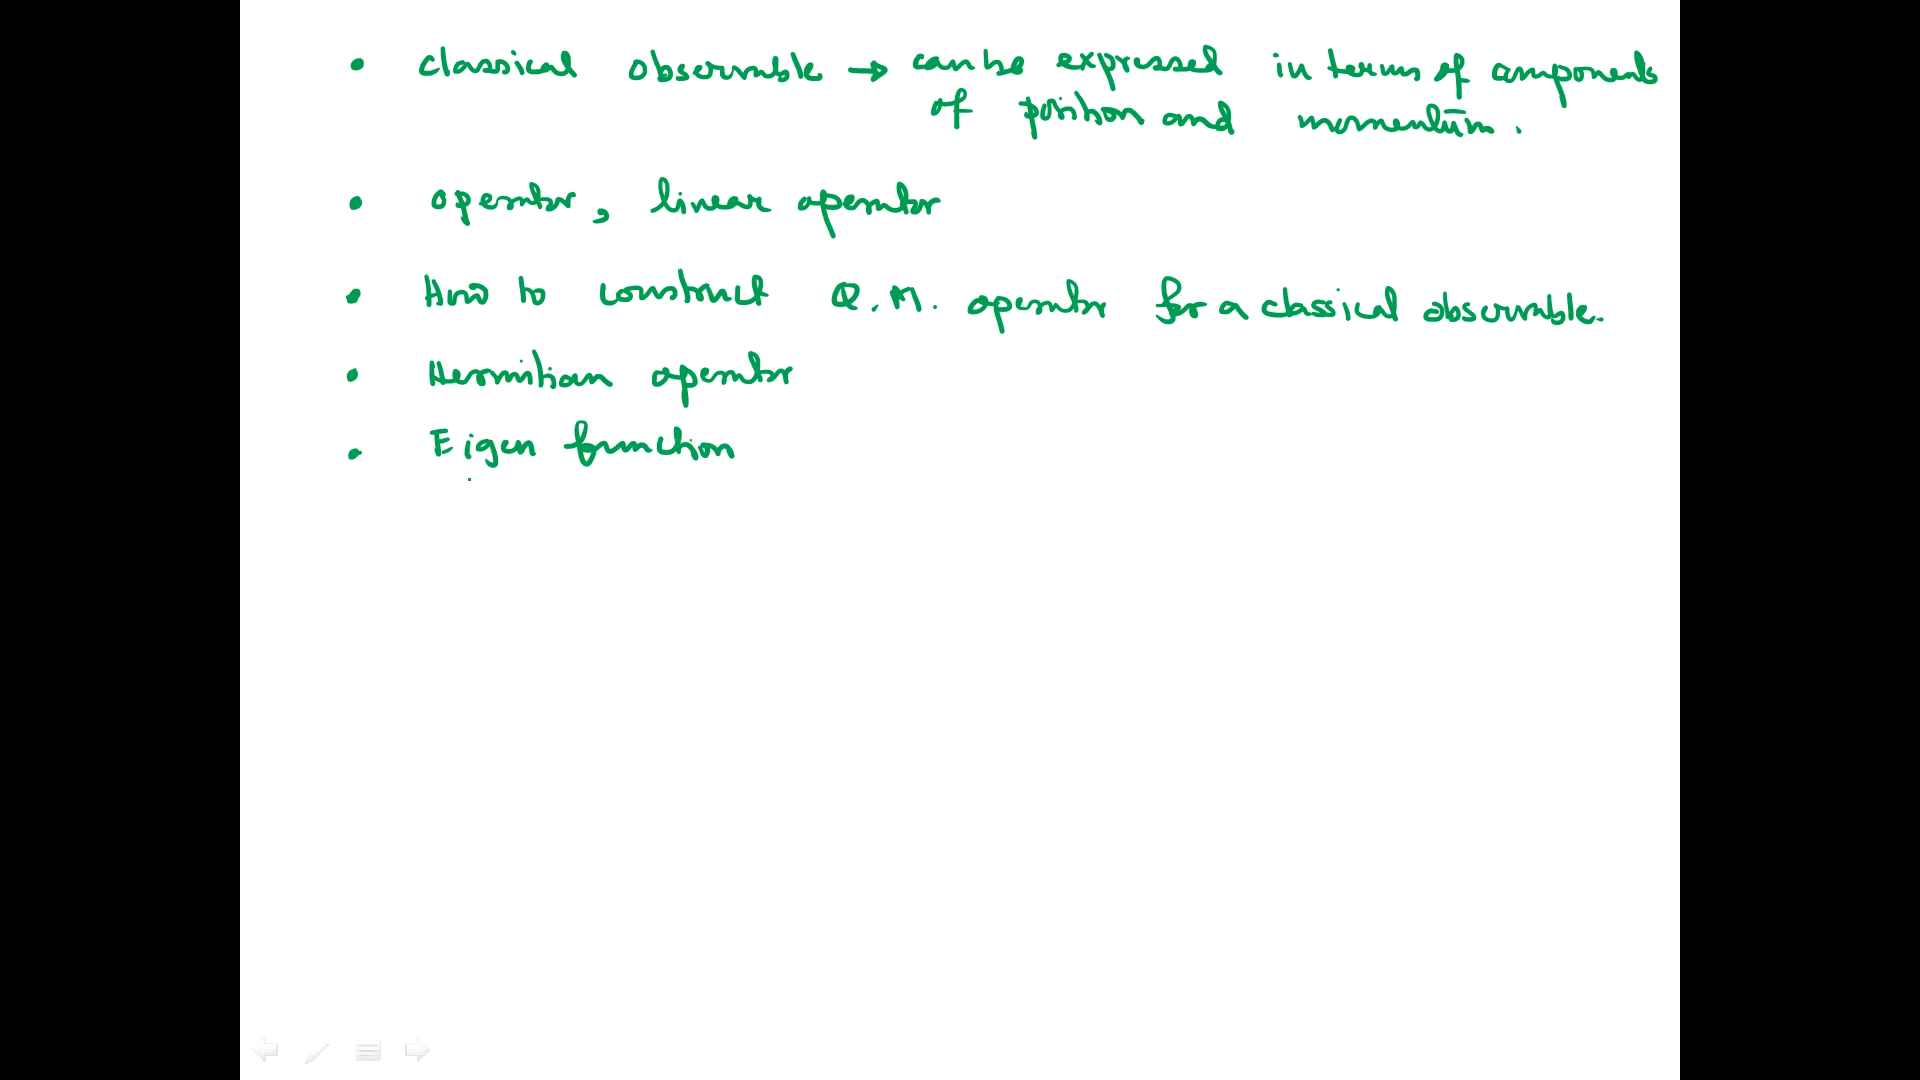 • classical observable → can be expressed in terms of components
of position and momentum.
• operator, linear operator
• How to construct Q.M. operator for a classical observable.
• Hermitian operator
• Eigen function